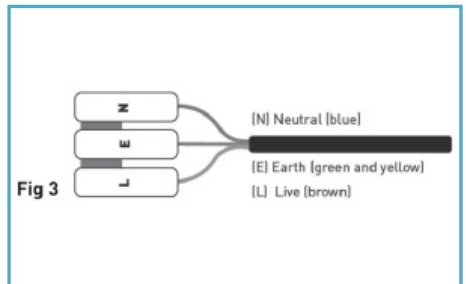 N
(N) Neutral (blue)
E
(E) Earth (green and yellow)
L
(L) Live (brown)
Fig 3